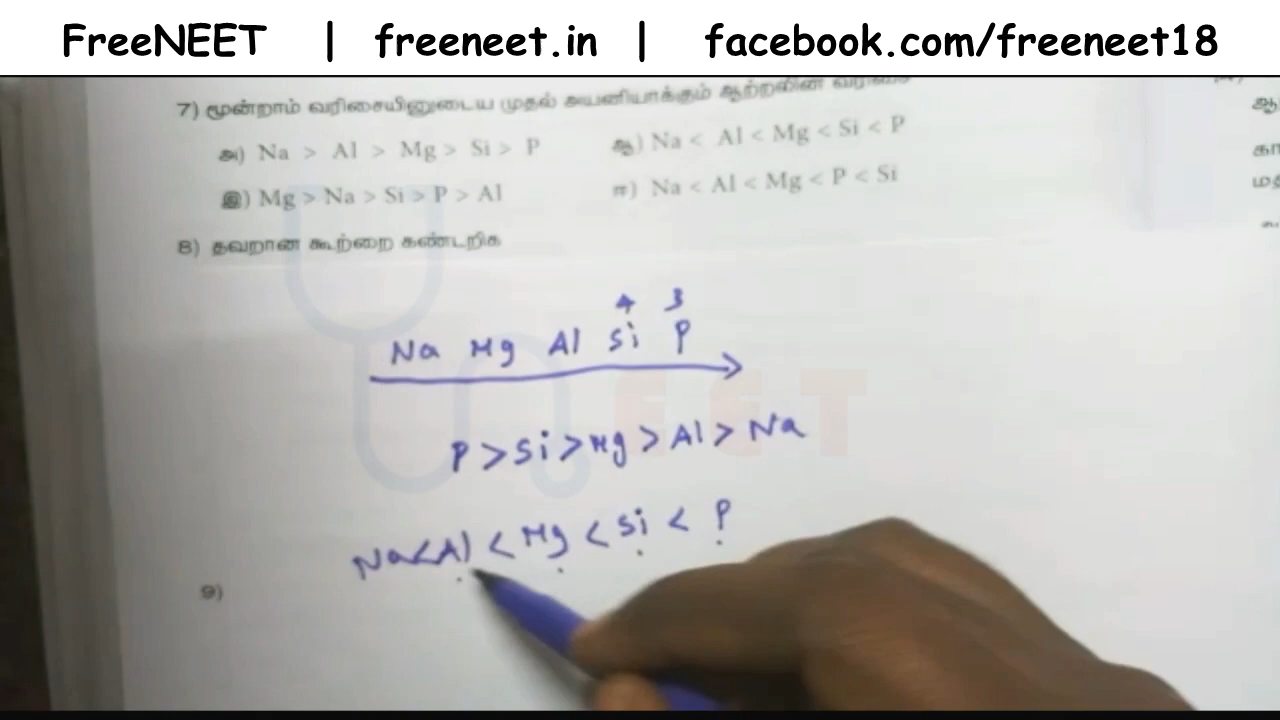 FreeNEET | freeneet.in | facebook.com/freeneet18
7) மூன்றாம் வரிசையினுடைய முதல் அயனியாக்கும் ஆற்றலின் வரிசை
அ) Na > Al > Mg > Si > P
ஆ) Na < Al < Mg < Si < P
இ) Mg > Na > Si > P > Al
ஈ) Na < Al < Mg < P < Si
8) தவறான கூற்றை கண்டறிக
4 3
Na Mg Al Si P
P > Si > Mg > Al > Na
Na < Al < Mg < Si < P
9)